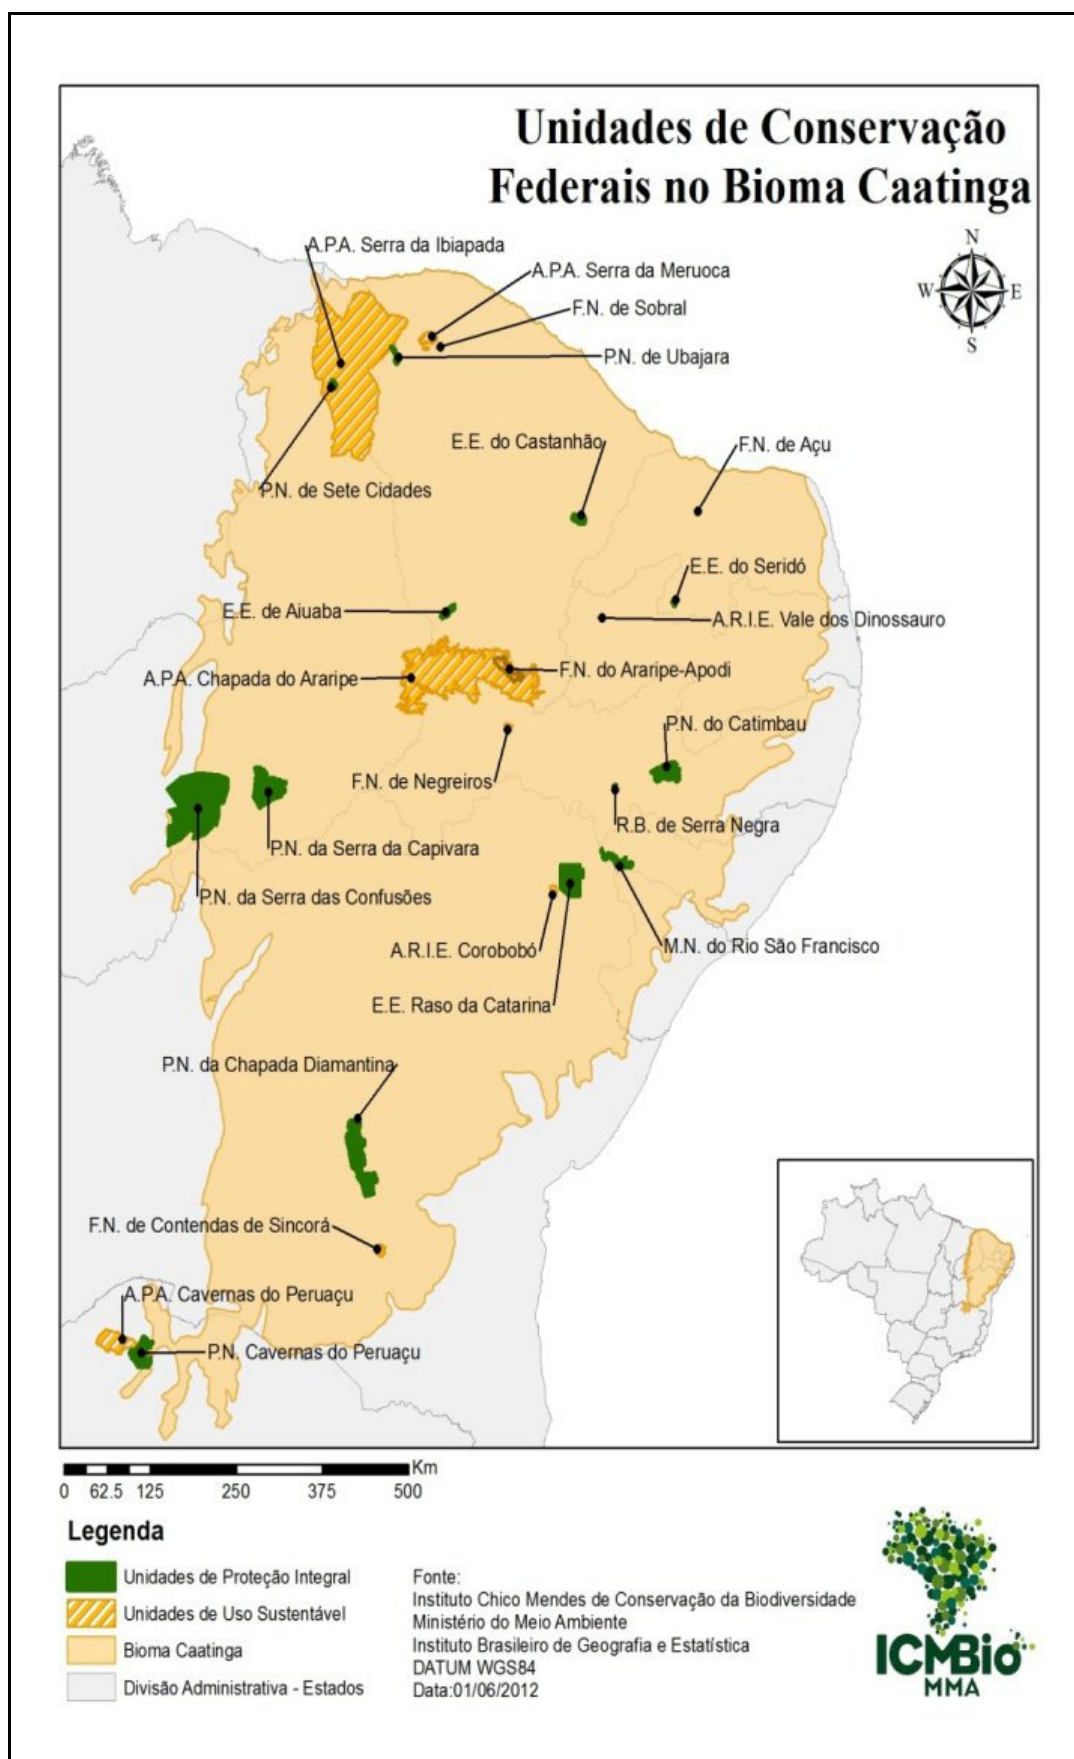 Unidades de Conservação
Federais no Bioma Caatinga
N
W
E
S
A.P.A. Serra da Ibiapada
A.P.A. Serra da Meruoca
F.N. de Sobral
P.N. de Ubajara
E.E. do Castanhão
F.N. de Açu
P.N. de Sete Cidades
E.E. do Seridó
E.E. de Aiuaba
A.R.I.E. Vale dos Dinossauro
A.P.A. Chapada do Araripe
F.N. do Araripe-Apodi
P.N. do Catimbau
F.N. de Negreiros
R.B. de Serra Negra
P.N. da Serra da Capivara
P.N. da Serra das Confusões
A.R.I.E. Corobobó
M.N. do Rio São Francisco
E.E. Raso da Catarina
P.N. da Chapada Diamantina
F.N. de Contendas de Sincorá
A.P.A. Cavernas do Peruaçu
P.N. Cavernas do Peruaçu
Km
0 62.5 125 250 375 500
Legenda
Unidades de Proteção Integral
Unidades de Uso Sustentável
Bioma Caatinga
Divisão Administrativa - Estados
Fonte:
Instituto Chico Mendes de Conservação da Biodiversidade
Ministério do Meio Ambiente
Instituto Brasileiro de Geografia e Estatística
DATUM WGS84
Data:01/06/2012
ICMBio
MMA